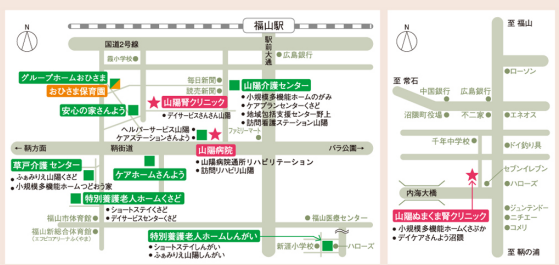 福山駅
国道2号線
霞小学校
駅前大通
広島銀行
グループホームおひさま
おひさま保育園
毎日新聞
読売新聞
山陽介護センター
小規模多機能ホームのがみ
ケアプランセンターくさど
地域包括支援センター野上
訪問看護ステーション山陽
安心の家さんよう
山陽腎クリニック
デイサービスさんさん山陽
ヘルパーサービス山陽
ケアステーションさんよう
ファミリーマート
山陽病院
← 鞆方面
鞆街道
バラ公園→
山陽病院通所リハビリテーション
訪問リハビリ山陽
草戸介護センター
ふぁみりぃ山陽くさど
小規模多機能ホームつどおう家
ケアホームさんよう
特別養護老人ホームくさど
ショートステイくさど
デイサービスセンターくさど
福山市体育館
福山新総合体育館
福山医療センター
特別養護老人ホームしんがい
ショートステイしんがい
ふぁみりぃ山陽しんがい
新涯小学校
ハローズ
至 福山
ローソン
至 常石
中国銀行
広島銀行
沼隈町役場
不二家
エネオス
千年中学校
ドイ釣り具
セブンイレブン
ハローズ
内海大橋
山陽ぬまくま腎クリニック
小規模多機能ホームくさぶか
デイケアさんよう沼隈
ジュンテンドー
エーコープ
コメリ
至 鞆の浦